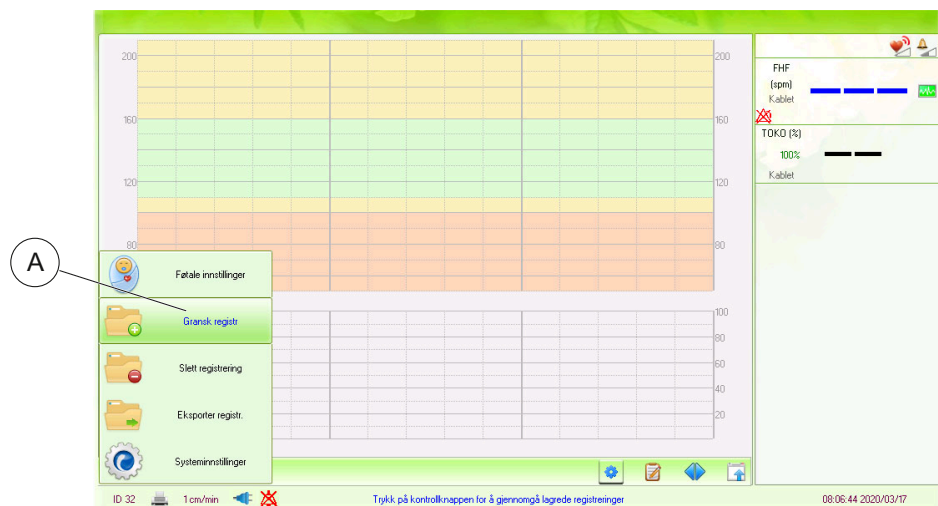 200
160
120
80
200
160
120
80
100
80
60
40
20
FHF
(spm)
Kablet
TOKO (%)
100%
Kablet
A
Føtale innstillinger
Gransk registr
Slett registrering
Eksporter registr.
Systeminnstillinger
ID 32 1 cm/min Trykk på kontrollknappen for å gjennomgå lagrede registreringer 08:06:44 2020/03/17